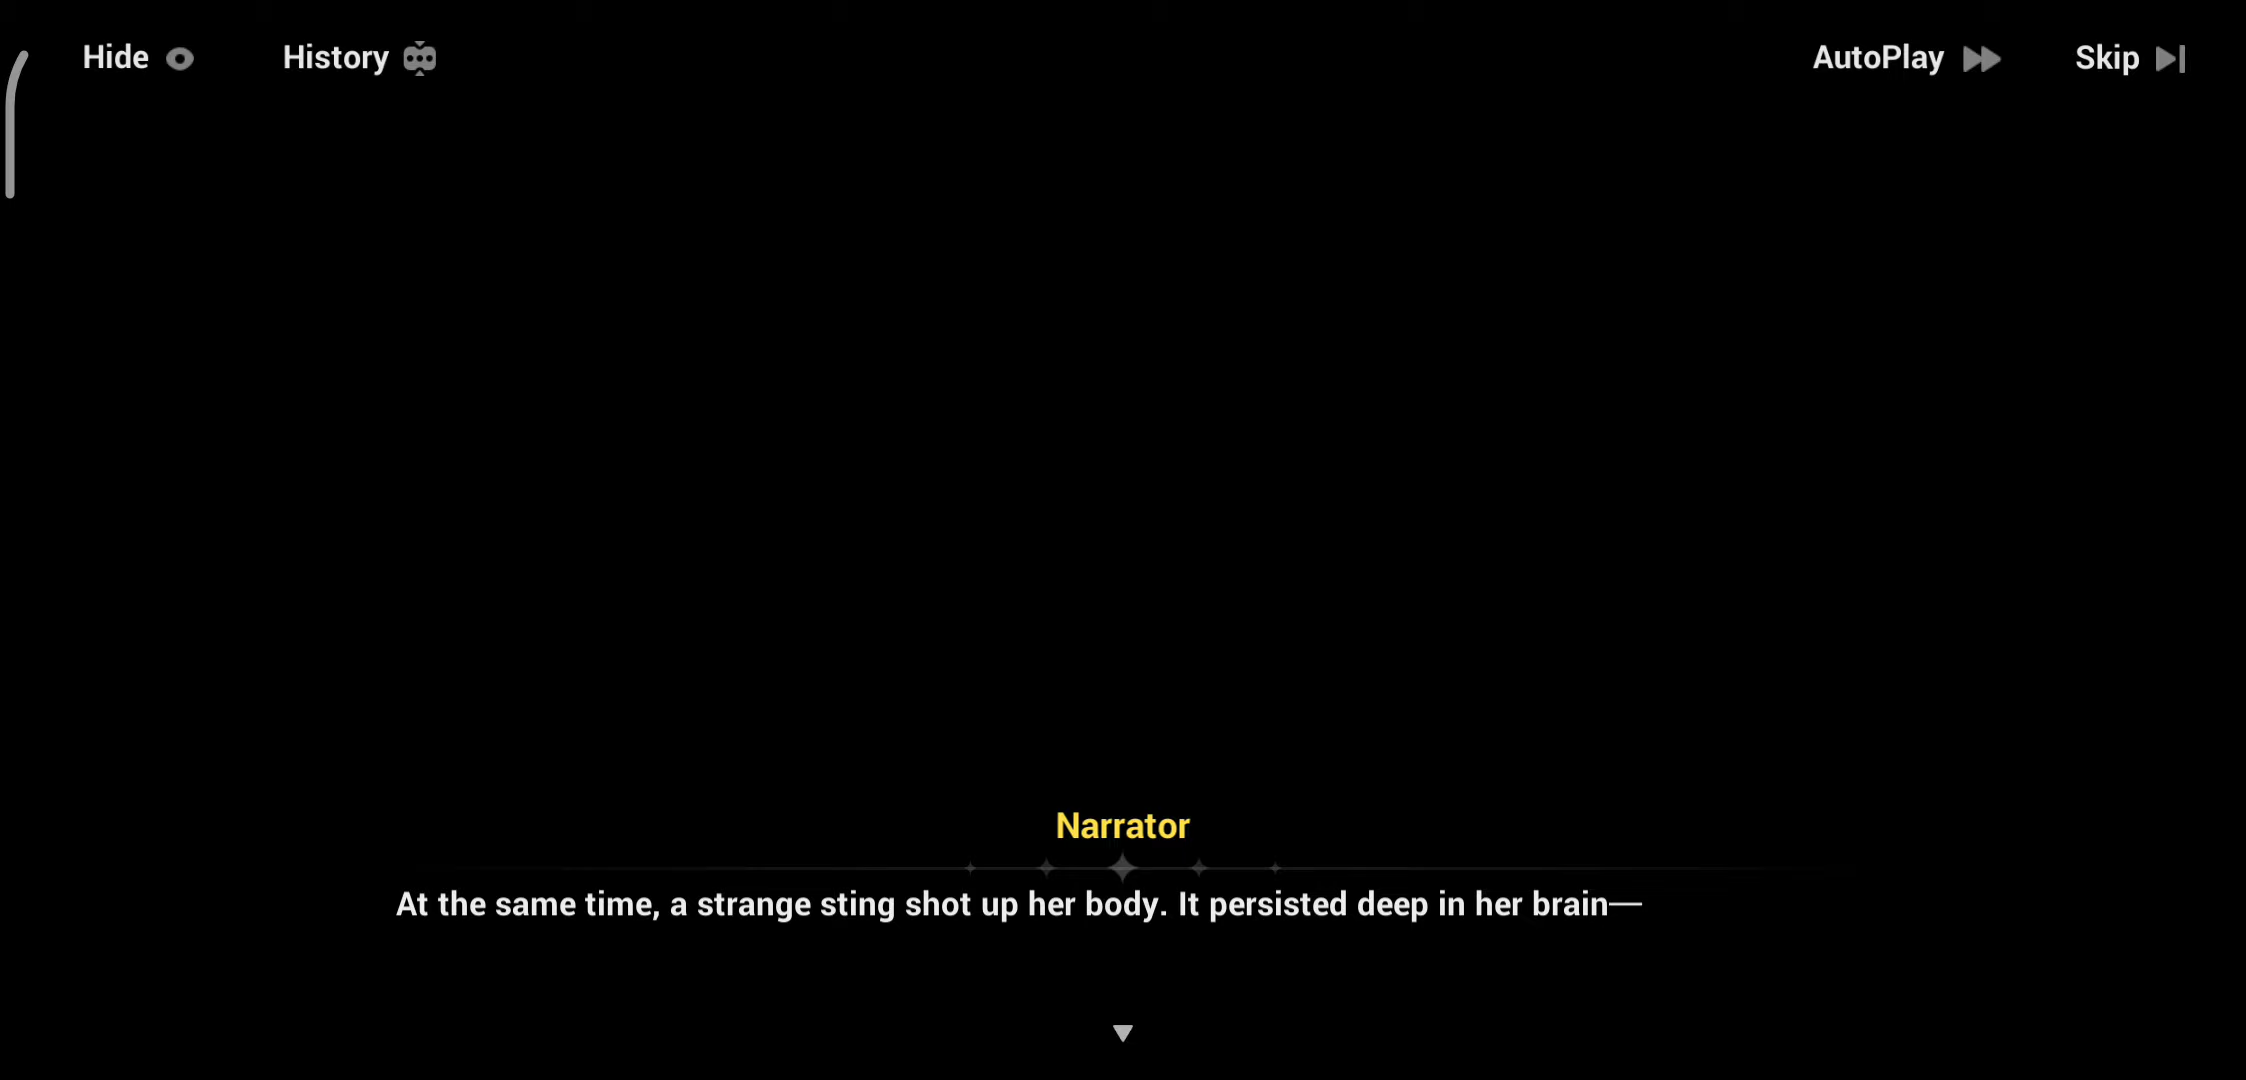 Hide
History
AutoPlay
Skip
Narrator
At the same time, a strange sting shot up her body. It persisted deep in her brain—